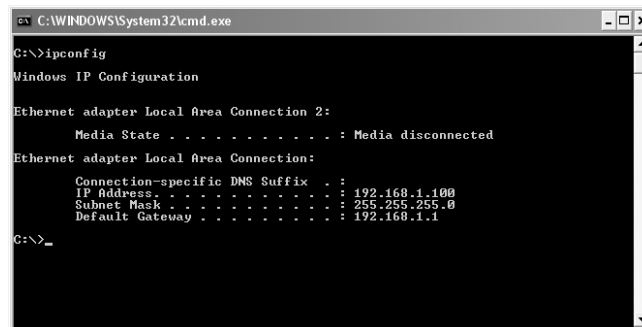 C:\WINDOWS\System32\cmd.exe
C:\>ipconfig
Windows IP Configuration
Ethernet adapter Local Area Connection 2:
Media State . . . . . . . . . . . : Media disconnected
Ethernet adapter Local Area Connection:
Connection-specific DNS Suffix  . :
IP Address. . . . . . . . . . . . : 192.168.1.100
Subnet Mask . . . . . . . . . . . : 255.255.255.0
Default Gateway . . . . . . . . . : 192.168.1.1
C:\>_